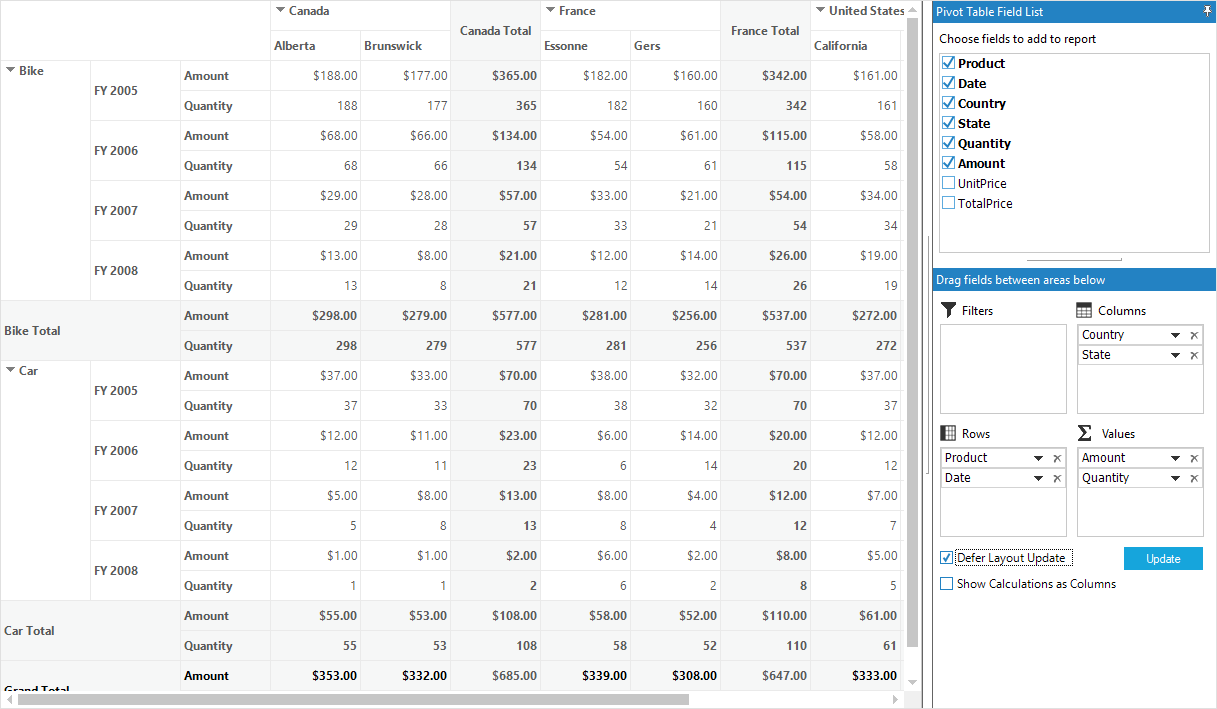 Canada France United States
Canada Total France Total
Alberta Brunswick Essonne Gers California
Bike FY 2005 Amount $188.00 $177.00 $365.00 $182.00 $160.00 $342.00 $161.00
Quantity 188 177 365 182 160 342 161
FY 2006 Amount $68.00 $66.00 $134.00 $54.00 $61.00 $115.00 $58.00
Quantity 68 66 134 54 61 115 58
FY 2007 Amount $29.00 $28.00 $57.00 $33.00 $21.00 $54.00 $34.00
Quantity 29 28 57 33 21 54 34
FY 2008 Amount $13.00 $8.00 $21.00 $12.00 $14.00 $26.00 $19.00
Quantity 13 8 21 12 14 26 19
Bike Total Amount $298.00 $279.00 $577.00 $281.00 $256.00 $537.00 $272.00
Quantity 298 279 577 281 256 537 272
Car FY 2005 Amount $37.00 $33.00 $70.00 $38.00 $32.00 $70.00 $37.00
Quantity 37 33 70 38 32 70 37
FY 2006 Amount $12.00 $11.00 $23.00 $6.00 $14.00 $20.00 $12.00
Quantity 12 11 23 6 14 20 12
FY 2007 Amount $5.00 $8.00 $13.00 $8.00 $4.00 $12.00 $7.00
Quantity 5 8 13 8 4 12 7
FY 2008 Amount $1.00 $1.00 $2.00 $6.00 $2.00 $8.00 $5.00
Quantity 1 1 2 6 2 8 5
Car Total Amount $55.00 $53.00 $108.00 $58.00 $52.00 $110.00 $61.00
Quantity 55 53 108 58 52 110 61
Grand Total Amount $353.00 $332.00 $685.00 $339.00 $308.00 $647.00 $333.00
Pivot Table Field List
Choose fields to add to report
Product
Date
Country
State
Quantity
Amount
UnitPrice
TotalPrice
Drag fields between areas below
Filters Columns
Country
State
Rows Values
Product Amount
Date Quantity
Defer Layout Update Update
Show Calculations as Columns